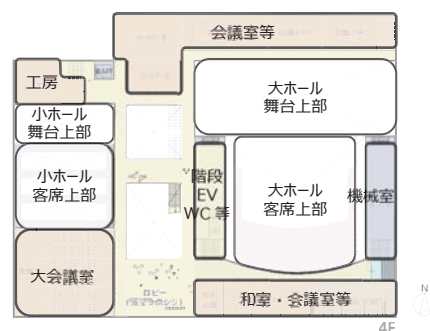 会議室等
工房
大ホール
舞台上部
小ホール
舞台上部
小ホール
客席上部
階段
EV
WC 等
大ホール
客席上部
機械室
大会議室
ロビー
和室・会議室等
N
4F